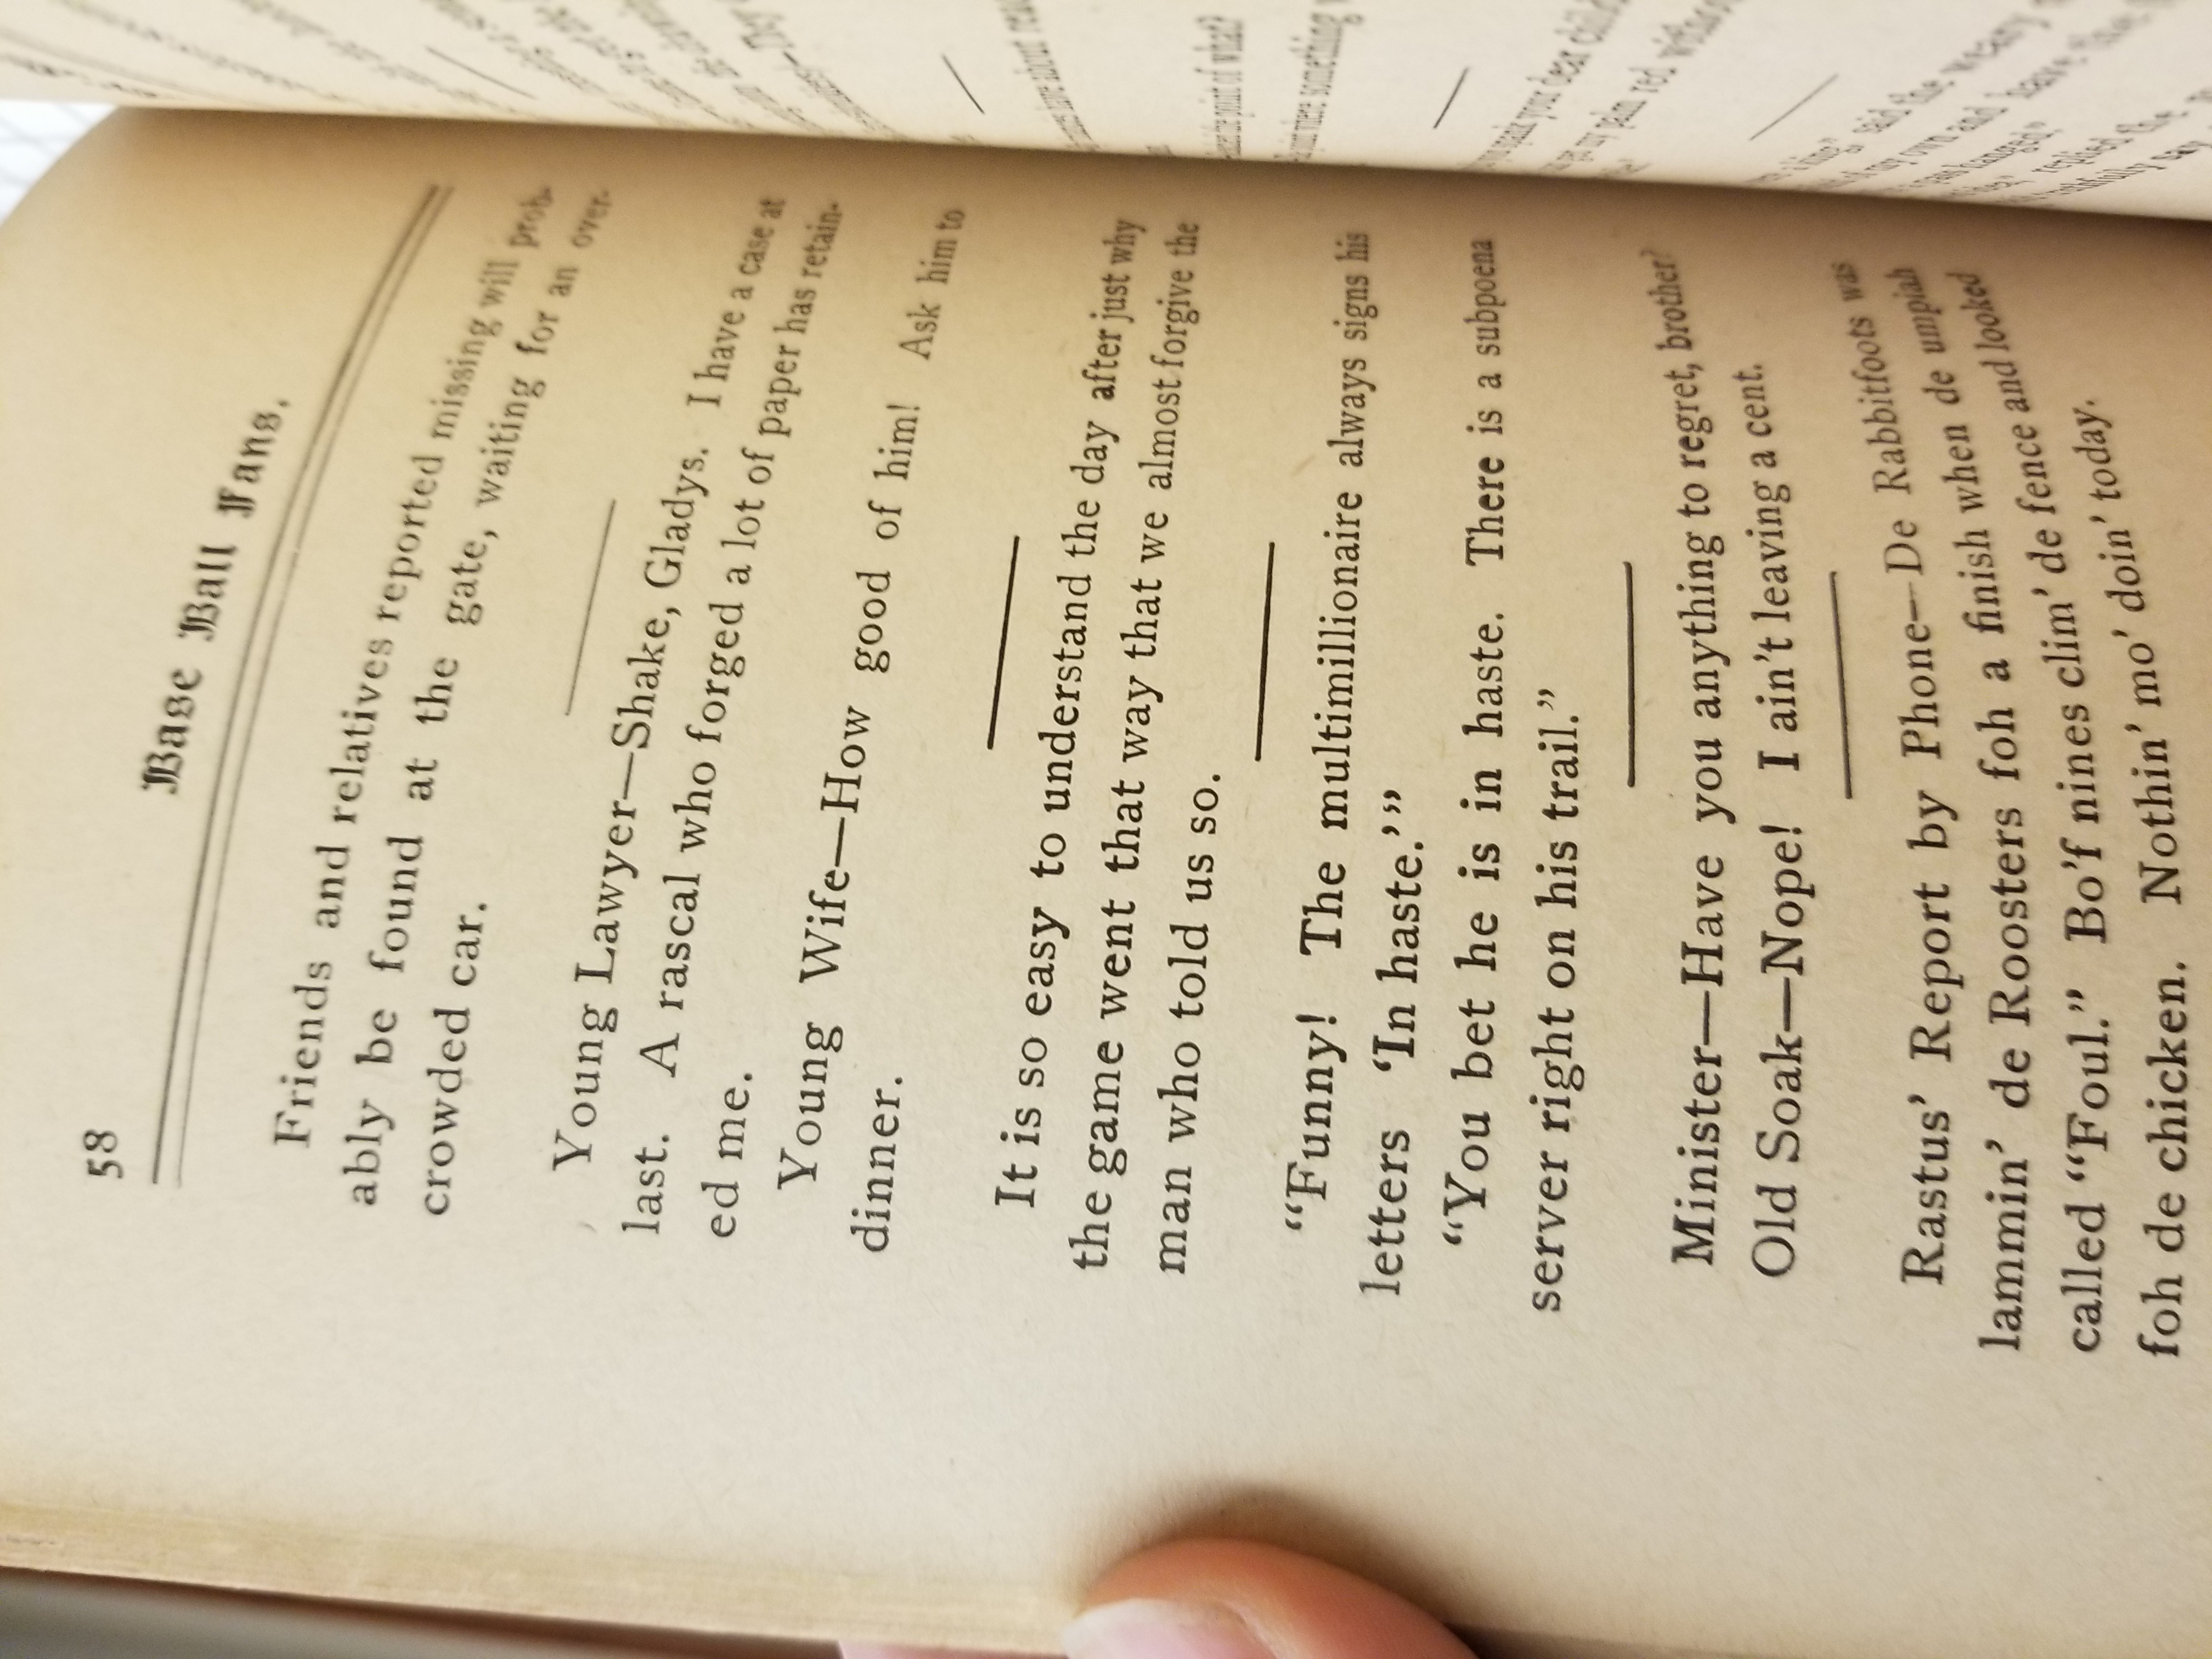 58
Base Ball Fans.
Friends and relatives reported missing will prob-
ably be found at the gate, waiting for an over-
crowded car.
Young Lawyer—Shake, Gladys. I have a case at
last. A rascal who forged a lot of paper has retain-
ed me.
Young Wife—How good of him! Ask him to
dinner.
It is so easy to understand the day after just why
the game went that way that we almost forgive the
man who told us so.
“Funny! The multimillionaire always signs his
letters ‘In haste.’”
“You bet he is in haste. There is a subpoena
server right on his trail.”
Minister—Have you anything to regret, brother?
Old Soak—Nope! I ain’t leaving a cent.
Rastus’ Report by Phone—De Rabbitfoots was
lammin’ de Roosters foh a finish when de umpiah
called “Foul.” Bo’f nines clim’ de fence and looked
foh de chicken. Nothin’ mo’ doin’ today.